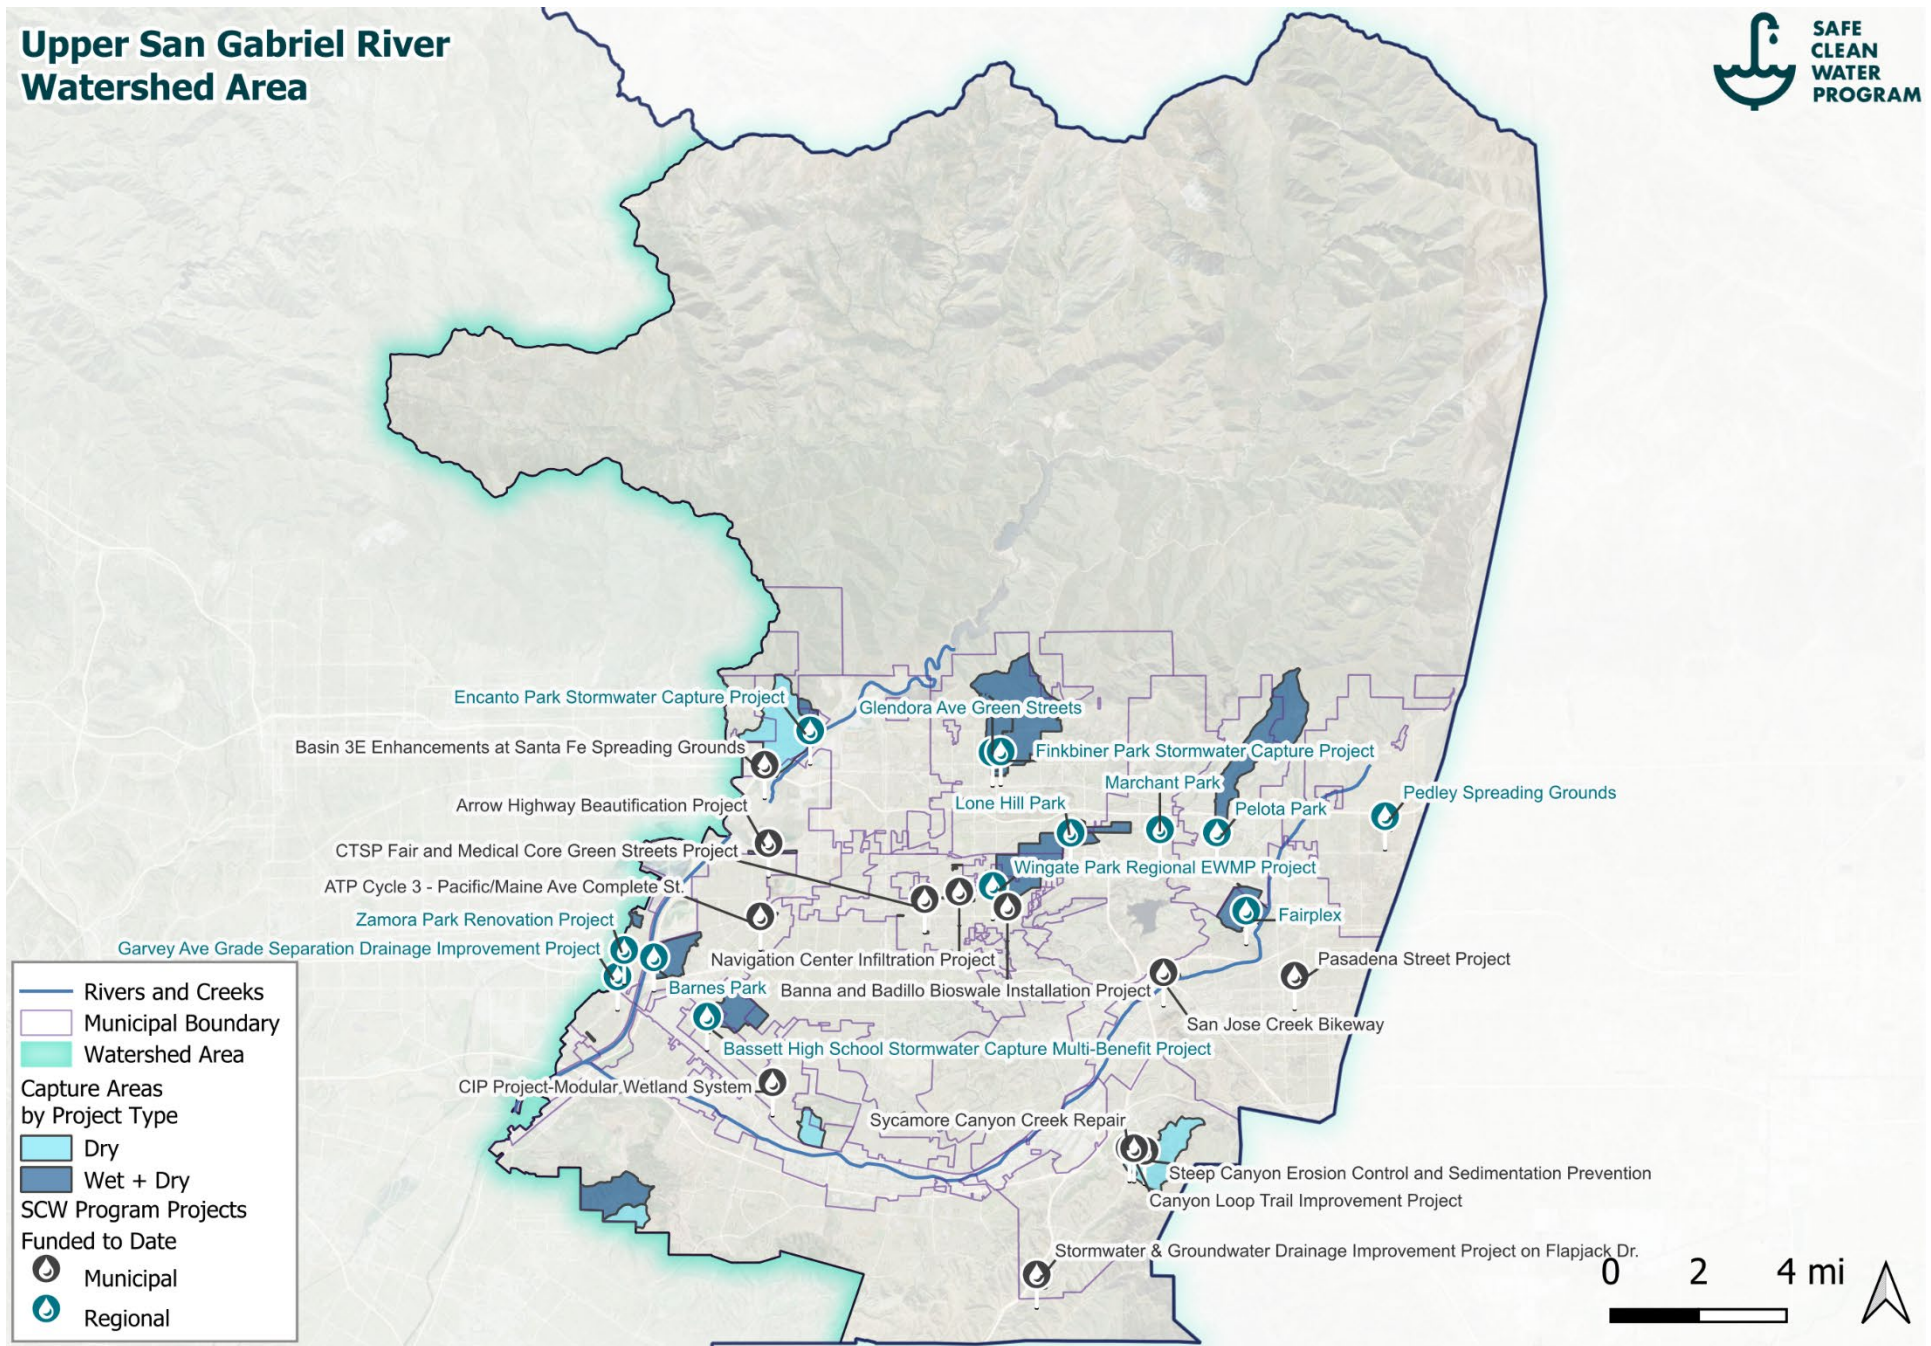 Upper San Gabriel River
Watershed Area
SAFE
CLEAN
WATER
PROGRAM
Encanto Park Stormwater Capture Project
Glendora Ave Green Streets
Basin 3E Enhancements at Santa Fe Spreading Grounds
Finkbiner Park Stormwater Capture Project
Marchant Park
Pedley Spreading Grounds
Arrow Highway Beautification Project
Lone Hill Park
Pelota Park
CTSP Fair and Medical Core Green Streets Project
Wingate Park Regional EWMP Project
ATP Cycle 3 - Pacific/Maine Ave Complete St.
Zamora Park Renovation Project
Fairplex
Garvey Ave Grade Separation Drainage Improvement Project
Navigation Center Infiltration Project
Pasadena Street Project
Barnes Park
Banna and Badillo Bioswale Installation Project
San Jose Creek Bikeway
Bassett High School Stormwater Capture Multi-Benefit Project
CIP Project-Modular Wetland System
Sycamore Canyon Creek Repair
Steep Canyon Erosion Control and Sedimentation Prevention
Canyon Loop Trail Improvement Project
Stormwater & Groundwater Drainage Improvement Project on Flapjack Dr.
Rivers and Creeks
Municipal Boundary
Watershed Area
Capture Areas
by Project Type
Dry
Wet + Dry
SCW Program Projects
Funded to Date
Municipal
Regional
0 2 4 mi